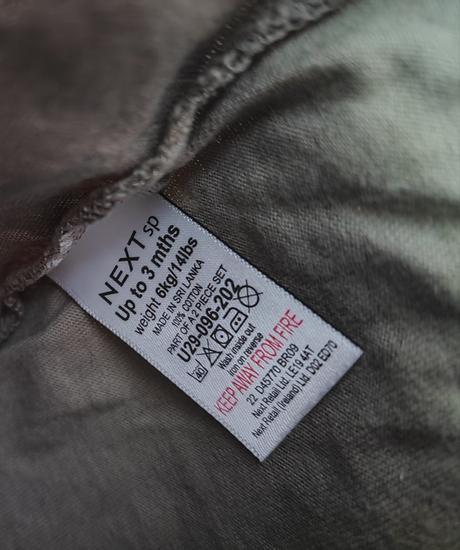 NEXT sp
Up to 3 mths
weight 6kg/14lbs
MADE IN SRI LANKA
100% COTTON
PART OF A 2 PIECE SET
U29-096-202
40
Wash inside out
Iron on reverse
KEEP AWAY FROM FIRE
22 D45770 BR09
Next Retail Ltd. LE19 4AT
Next Retail (Ireland) Ltd. D02 ED70